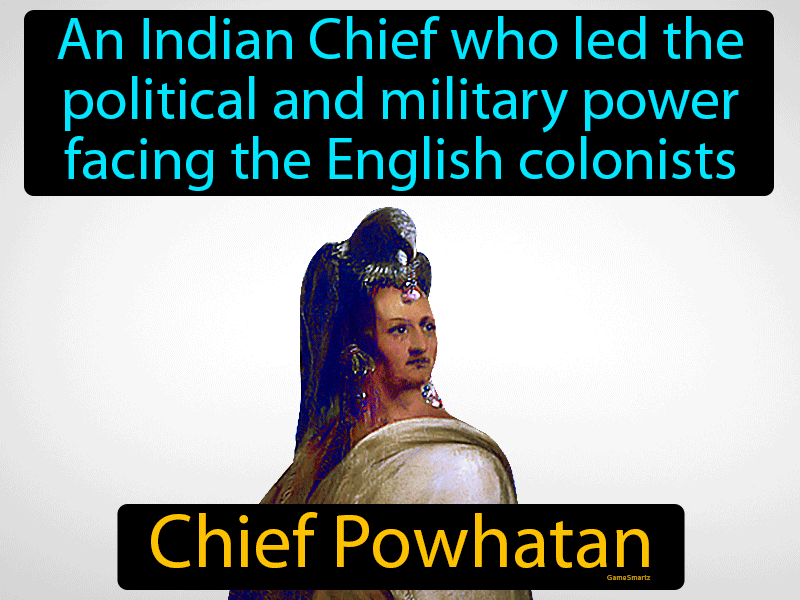 An Indian Chief who led the
political and military power
facing the English colonists
Chief Powhatan
GameSmartz